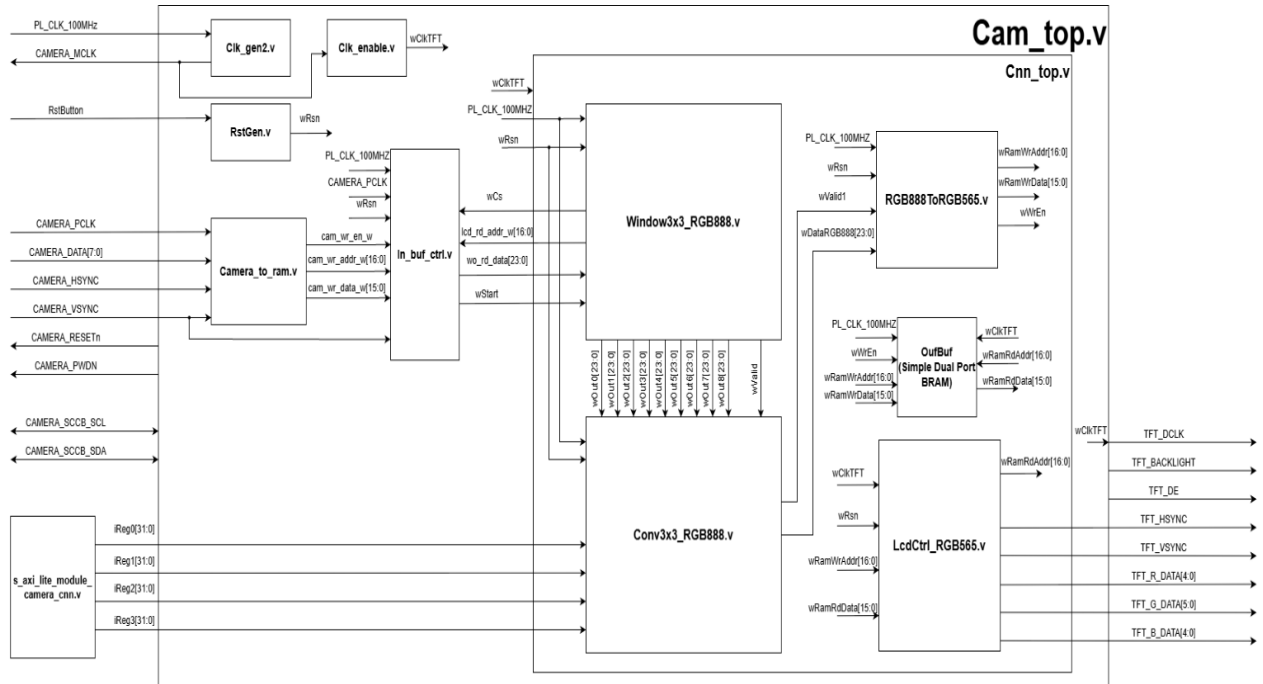 Cam_top.v
PL_CLK_100MHz
CAMERA_MCLK
Clk_gen2.v
Clk_enable.v
wClkTFT
RstButton
RstGen.v
wRsn
CAMERA_PCLK
CAMERA_DATA[7:0]
CAMERA_HSYNC
CAMERA_VSYNC
CAMERA_RESETn
CAMERA_PWDN
CAMERA_SCCB_SCL
CAMERA_SCCB_SDA
Camera_to_ram.v
cam_wr_en_w
cam_wr_addr_w[16:0]
cam_wr_data_w[15:0]
PL_CLK_100MHZ
CAMERA_PCLK
wRsn
In_buf_ctrl.v
wCs
lcd_rd_addr_w[16:0]
wo_rd_data[23:0]
wStart
s_axi_lite_module_
camera_cnn.v
iReg0[31:0]
iReg1[31:0]
iReg2[31:0]
iReg3[31:0]
Cnn_top.v
wClkTFT
PL_CLK_100MHZ
wRsn
Window3x3_RGB888.v
wOut0[23:0]
wOut1[23:0]
wOut2[23:0]
wOut3[23:0]
wOut4[23:0]
wOut5[23:0]
wOut6[23:0]
wOut7[23:0]
wOut8[23:0]
wValid
Conv3x3_RGB888.v
PL_CLK_100MHZ
wRsn
wValid1
wDataRGB888[23:0]
RGB888ToRGB565.v
wRamWrAddr[16:0]
wRamWrData[15:0]
wWrEn
PL_CLK_100MHZ
wWrEn
wRamWrAddr[16:0]
wRamWrData[15:0]
OufBuf
(Simple Dual Port
BRAM)
wClkTFT
wRamRdAddr[16:0]
wRamRdData[15:0]
wClkTFT
wRsn
wRamWrAddr[16:0]
wRamRdData[15:0]
LcdCtrl_RGB565.v
wRamRdAddr[16:0]
wClkTFT
TFT_DCLK
TFT_BACKLIGHT
TFT_DE
TFT_HSYNC
TFT_VSYNC
TFT_R_DATA[4:0]
TFT_G_DATA[5:0]
TFT_B_DATA[4:0]